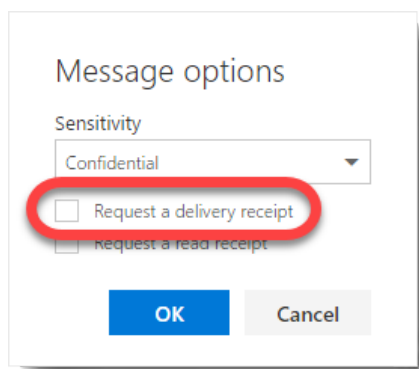 Message options
Sensitivity
Confidential
Request a delivery receipt
Request a read receipt
OK Cancel